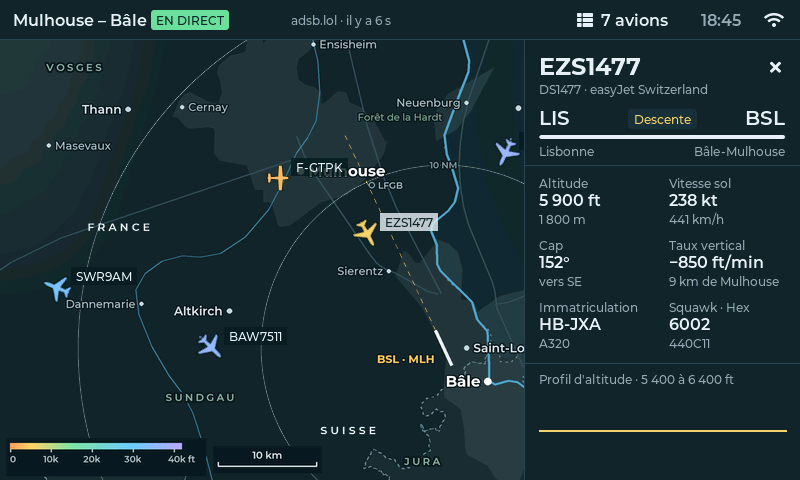 Mulhouse – Bâle EN DIRECT
adsb.lol · il y a 6 s
7 avions
18:45
Ensisheim
VOSGES
Thann
Cernay
Neuenburg
Forêt de la Hardt
Masevaux
F-GTPK
ouse
10 NM
LFGB
EZS1477
FRANCE
Sierentz
SWR9AM
Dannemarie
Altkirch
BAW7511
BSL · MLH
Saint-Lo
Bâle
SUNDGAU
SUISSE
JURA
0 10k 20k 30k 40k ft
10 km
EZS1477
DS1477 · easyJet Switzerland
LIS Descente BSL
Lisbonne Bâle-Mulhouse
Altitude Vitesse sol
5 900 ft 238 kt
1 800 m 441 km/h
Cap Taux vertical
152° −850 ft/min
vers SE 9 km de Mulhouse
Immatriculation Squawk · Hex
HB-JXA 6002
A320 440C11
Profil d'altitude · 5 400 à 6 400 ft